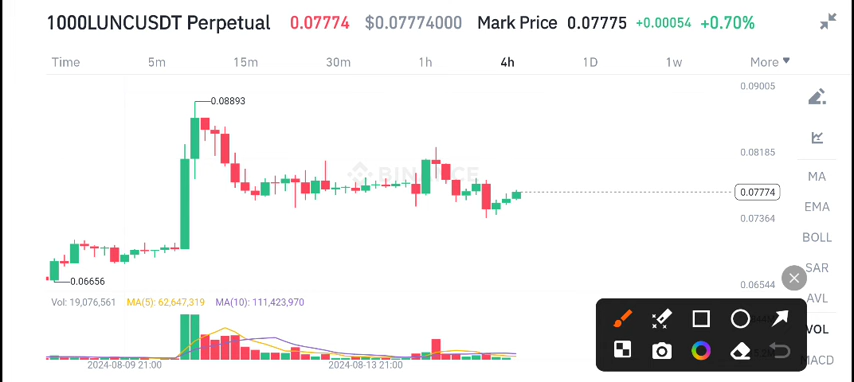 1000LUNCUSDT Perpetual 0.07774 $0.07774000 Mark Price 0.07775 +0.00054 +0.70%
Time 5m 15m 30m 1h 4h 1D 1w More
0.09005
0.08893
0.08185
BINANCE
MA
0.07774
EMA
0.07364
BOLL
SAR
0.06656
0.06544
AVL
Vol: 19,076,561 MA(5): 62,647,319 MA(10): 111,423,970
VOL
2024-08-09 21:00 2024-08-13 21:00
MACD